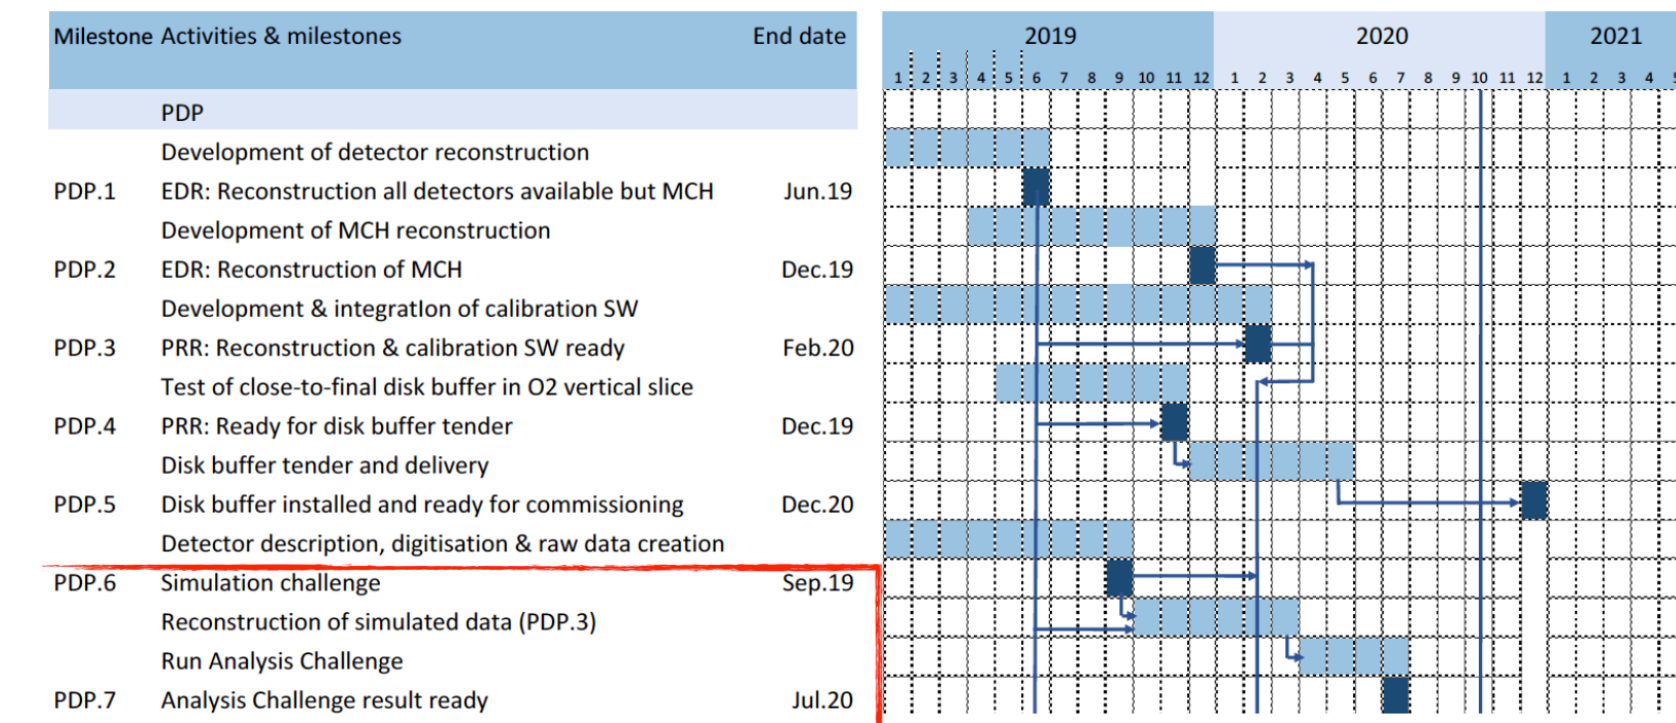 Milestone Activities & milestones End date 2019 2020 2021
1 2 3 4 5 6 7 8 9 10 11 12 1 2 3 4 5 6 7 8 9 10 11 12 1 2 3 4
PDP
Development of detector reconstruction
PDP.1 EDR: Reconstruction all detectors available but MCH Jun.19
Development of MCH reconstruction
PDP.2 EDR: Reconstruction of MCH Dec.19
Development & integratIon of calibration SW
PDP.3 PRR: Reconstruction & calibration SW ready Feb.20
Test of close-to-final disk buffer in O2 vertical slice
PDP.4 PRR: Ready for disk buffer tender Dec.19
Disk buffer tender and delivery
PDP.5 Disk buffer installed and ready for commissioning Dec.20
Detector description, digitisation & raw data creation
PDP.6 Simulation challenge Sep.19
Reconstruction of simulated data (PDP.3)
Run Analysis Challenge
PDP.7 Analysis Challenge result ready Jul.20